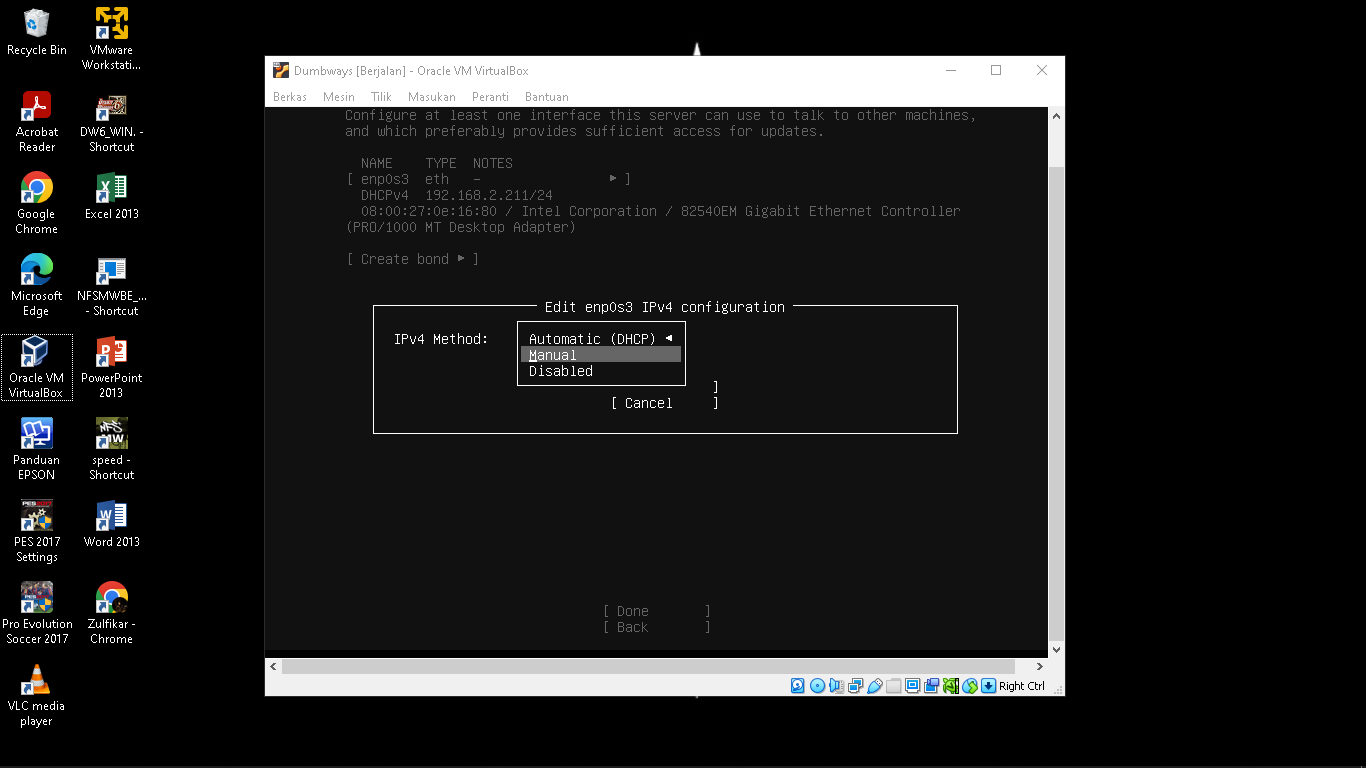 Recycle Bin
VMware
Workstati...
Acrobat
Reader
DW6_WIN. -
Shortcut
Google
Chrome
Excel 2013
Microsoft
Edge
NFSMWBE_...
- Shortcut
Oracle VM
VirtualBox
PowerPoint
2013
Panduan
EPSON
speed -
Shortcut
PES 2017
Settings
Word 2013
Pro Evolution
Soccer 2017
Zulfikar -
Chrome
VLC media
player
Dumbways [Berjalan] - Oracle VM VirtualBox
Berkas Mesin Tilik Masukan Peranti Bantuan
Configure at least one interface this server can use to talk to other machines,
and which preferably provides sufficient access for updates.
NAME TYPE NOTES
[ enp0s3 eth - ▸ ]
DHCPv4 192.168.2.211/24
08:00:27:0e:16:80 / Intel Corporation / 82540EM Gigabit Ethernet Controller
(PRO/1000 MT Desktop Adapter)
[ Create bond ▸ ]
Edit enp0s3 IPv4 configuration
IPv4 Method: Automatic (DHCP) ◂
Manual
Disabled
]
[ Cancel ]
[ Done ]
[ Back ]
Right Ctrl